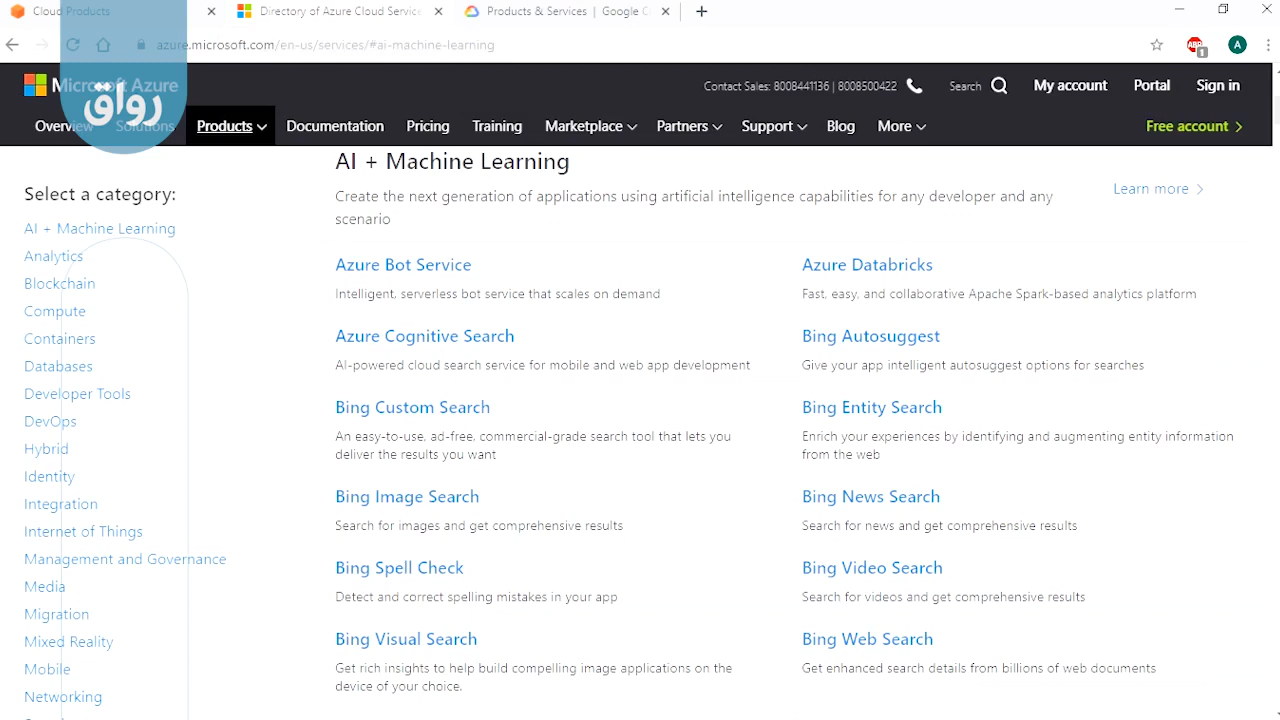 Cloud Products
Directory of Azure Cloud Service
Products & Services | Google C
azure.microsoft.com/en-us/services/#ai-machine-learning
ABP
1
A
Microsoft Azure
رواق
Contact Sales: 8008441136 | 8008500422
Search
My account
Portal
Sign in
Overview
Solutions
Products
Documentation
Pricing
Training
Marketplace
Partners
Support
Blog
More
Free account
Select a category:
AI + Machine Learning
Analytics
Blockchain
Compute
Containers
Databases
Developer Tools
DevOps
Hybrid
Identity
Integration
Internet of Things
Management and Governance
Media
Migration
Mixed Reality
Mobile
Networking
AI + Machine Learning
Create the next generation of applications using artificial intelligence capabilities for any developer and any
scenario
Learn more
Azure Bot Service
Intelligent, serverless bot service that scales on demand
Azure Databricks
Fast, easy, and collaborative Apache Spark-based analytics platform
Azure Cognitive Search
AI-powered cloud search service for mobile and web app development
Bing Autosuggest
Give your app intelligent autosuggest options for searches
Bing Custom Search
An easy-to-use, ad-free, commercial-grade search tool that lets you
deliver the results you want
Bing Entity Search
Enrich your experiences by identifying and augmenting entity information
from the web
Bing Image Search
Search for images and get comprehensive results
Bing News Search
Search for news and get comprehensive results
Bing Spell Check
Detect and correct spelling mistakes in your app
Bing Video Search
Search for videos and get comprehensive results
Bing Visual Search
Get rich insights to help build compelling image applications on the
device of your choice.
Bing Web Search
Get enhanced search details from billions of web documents